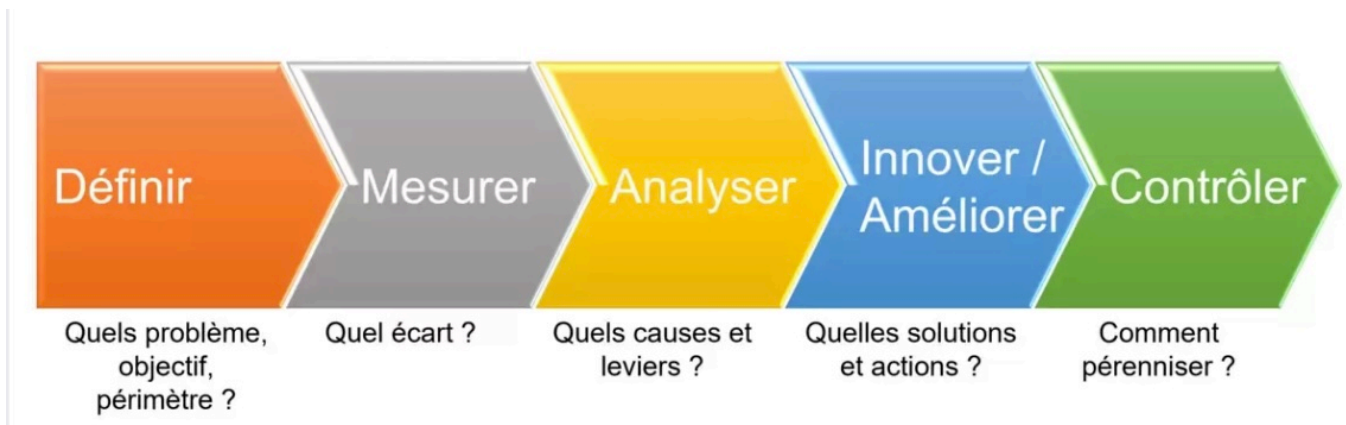 Définir
Mesurer
Analyser
Innover /
Améliorer
Contrôler
Quels problème,
objectif,
périmètre ?
Quel écart ?
Quels causes et
leviers ?
Quelles solutions
et actions ?
Comment
pérenniser ?